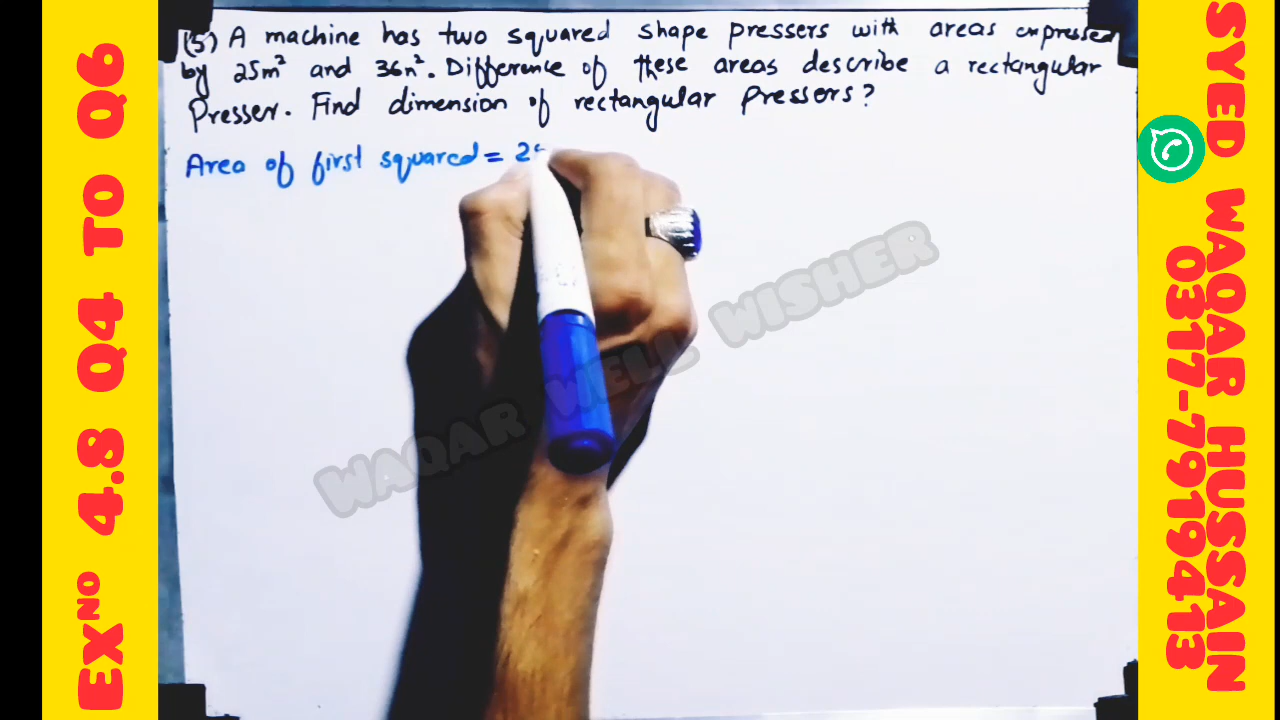 (5) A machine has two squared shape pressers with areas expressed
by 25m² and 36n². Difference of these areas describe a rectangular
Presser. Find dimension of rectangular Pressers?
Area of first squared = 25
WAQAR WELL WISHER
EXNO 4.8 Q4 TO Q6
SYED WAQAR HUSSAIN
0317-7919413